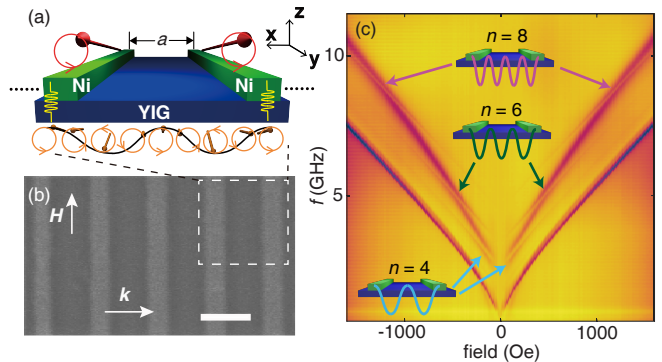 (a)
a
z
x
y
Ni
Ni
YIG
(b)
H
k
(c)
n = 8
n = 6
n = 4
10
5
f (GHz)
-1000
0
1000
field (Oe)